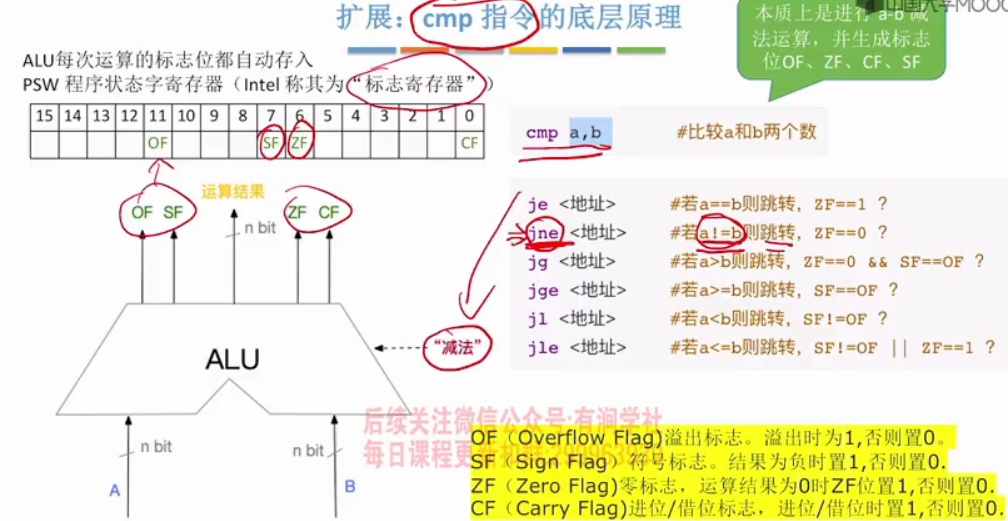 中国大学MOOC
扩展：cmp 指令的底层原理
本质上是进行 a-b 减
法运算，并生成标志
位OF、ZF、CF、SF
ALU每次运算的标志位都自动存入
PSW 程序状态字寄存器（Intel 称其为“标志寄存器”）
15 14 13 12 11 10 9 8 7 6 5 4 3 2 1 0
OF SF ZF CF
cmp a,b #比较a和b两个数
运算结果
OF SF ZF CF
n bit
je <地址> #若a==b则跳转，ZF==1 ?
jne <地址> #若a!=b则跳转，ZF==0 ?
jg <地址> #若a>b则跳转，ZF==0 && SF==OF ?
jge <地址> #若a>=b则跳转，SF==OF ?
jl <地址> #若a<b则跳转，SF!=OF ?
jle <地址> #若a<=b则跳转，SF!=OF || ZF==1 ?
“减法”
ALU
n bit n bit
A B
后续关注微信公众号:有涧学社
每日课程更新
OF（Overflow Flag)溢出标志。溢出时为1,否则置0。
SF（Sign Flag）符号标志。结果为负时置1,否则置0.
ZF（Zero Flag)零标志，运算结果为0时ZF位置1,否则置0.
CF（Carry Flag)进位/借位标志，进位/借位时置1,否则置0.